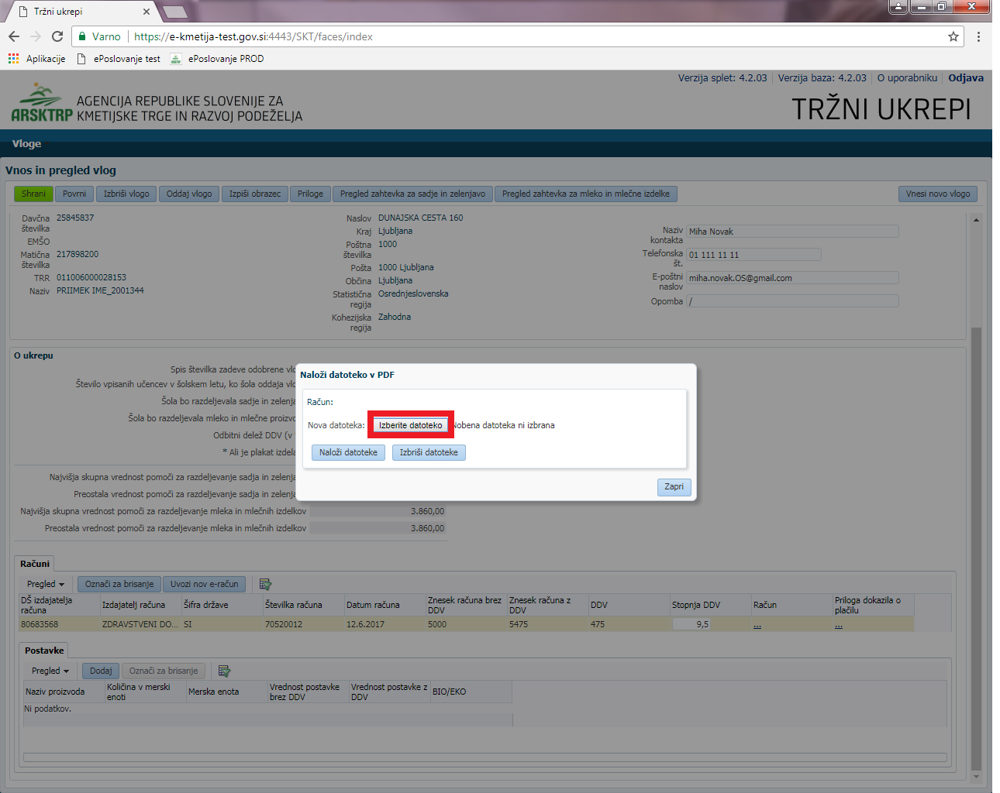 Tržni ukrepi
Varno https://e-kmetija-test.gov.si:4443/SKT/faces/index
Aplikacije ePoslovanje test ePoslovanje PROD
Verzija splet: 4.2.03 Verzija baza: 4.2.03 O uporabniku Odjava
ARSKTRP AGENCIJA REPUBLIKE SLOVENIJE ZA
KMETIJSKE TRGE IN RAZVOJ PODEŽELJA
TRŽNI UKREPI
Vloge
Vnos in pregled vlog
Shrani Povrni Izbriši vlogo Oddaj vlogo Izpiši obrazec Priloge Pregled zahtevka za sadje in zelenjavo Pregled zahtevka za mleko in mlečne izdelke Vnesi novo vlogo
Davčna številka 25845837
EMŠO
Matična številka 217898200
TRR 011006000028153
Naziv PRIIMEK IME_2001344
Naslov DUNAJSKA CESTA 160
Kraj Ljubljana
Poštna številka 1000
Pošta 1000 Ljubljana
Občina Ljubljana
Statistična regija Osrednjeslovenska
Kohezijska regija Zahodna
Naziv kontakta Miha Novak
Telefonska št. 01 111 11 11
E-poštni naslov miha.novak.OS@gmail.com
Opomba /
O ukrepu
Spis številka zadeve odobrene vlo
Število vpisanih učencev v šolskem letu, ko šola oddaja vlo
Šola bo razdeljevala sadje in zelenja
Šola bo razdeljevala mleko in mlečne proizvo
Odbitni delež DDV (v
* Ali je plakat izdela
Najvišja skupna vrednost pomoči za razdeljevanje sadja in zelenja
Preostala vrednost pomoči za razdeljevanje sadja in zelenja
Najvišja skupna vrednost pomoči za razdeljevanje mleka in mlečnih izdelkov 3.860,00
Preostala vrednost pomoči za razdeljevanje mleka in mlečnih izdelkov 3.860,00
Naloži datoteko v PDF
Račun:
Nova datoteka: Izberite datoteko Nobena datoteka ni izbrana
Naloži datoteke Izbriši datoteke
Zapri
Računi
Pregled Označi za brisanje Uvozi nov e-račun
DŠ izdajatelja računa Izdajatelj računa Šifra države Številka računa Datum računa Znesek računa brez DDV Znesek računa z DDV DDV Stopnja DDV Račun Priloga dokazila o plačilu
80683568 ZDRAVSTVENI DO... SI 70520012 12.6.2017 5000 5475 475 9,5 ... ...
Postavke
Pregled Dodaj Označi za brisanje
Naziv proizvoda Količina v merski enoti Merska enota Vrednost postavke brez DDV Vrednost postavke z DDV BIO/EKO
Ni podatkov.